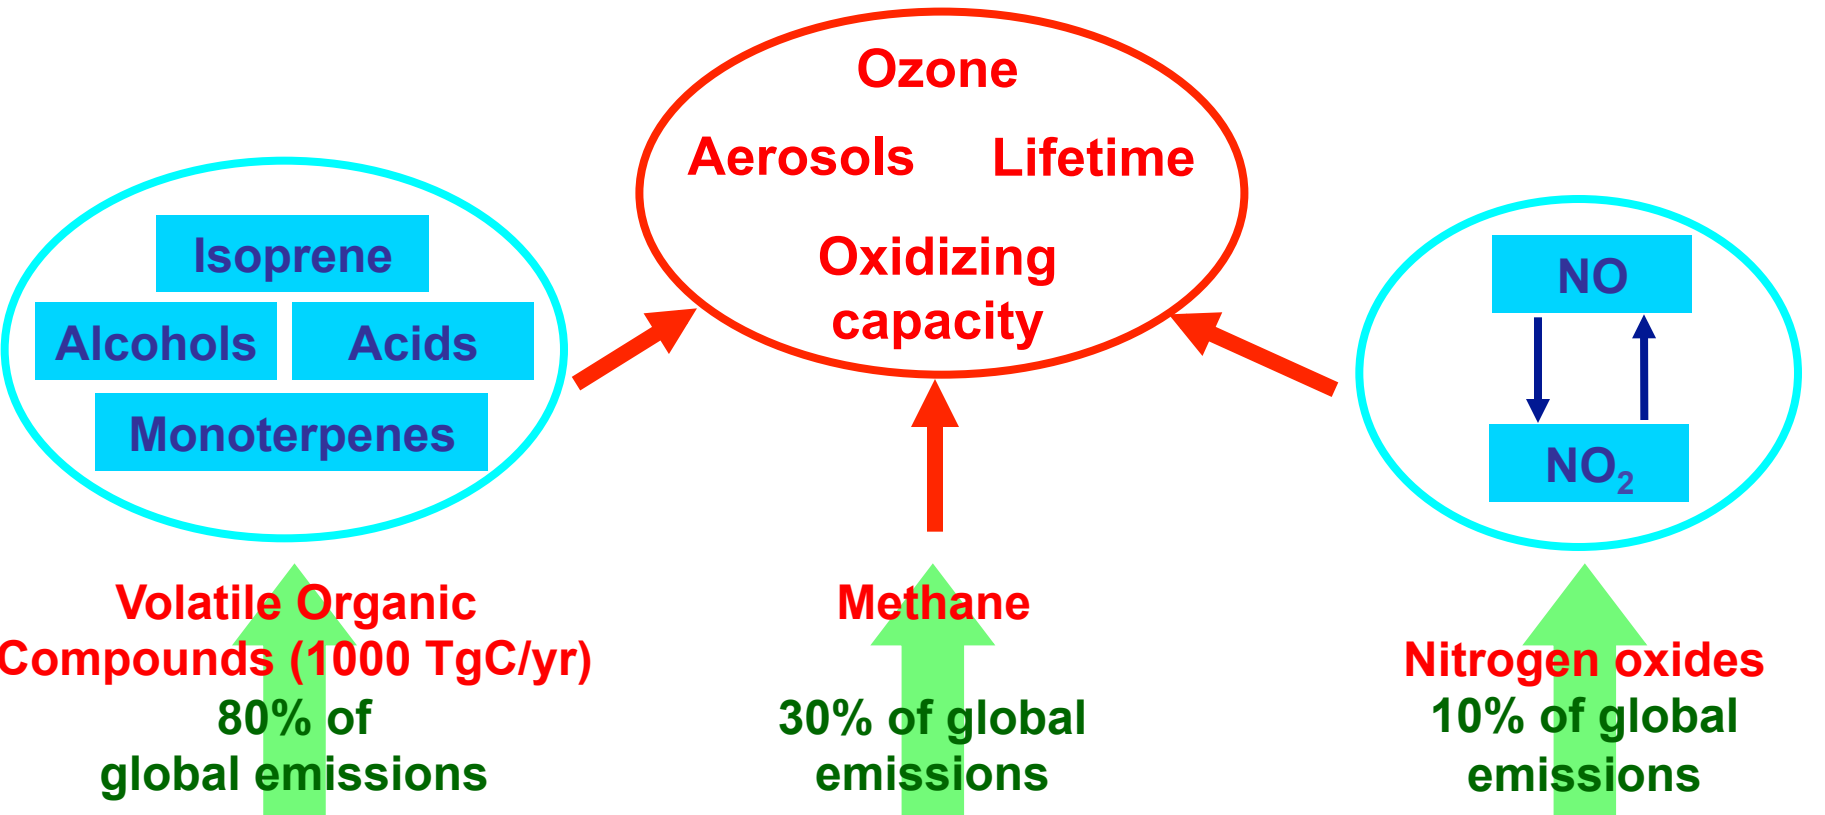 Ozone
Aerosols Lifetime
Oxidizing
capacity
Isoprene
Alcohols Acids
Monoterpenes
NO
NO₂
Volatile Organic
Compounds (1000 TgC/yr)
80% of
global emissions
Methane
30% of global
emissions
Nitrogen oxides
10% of global
emissions